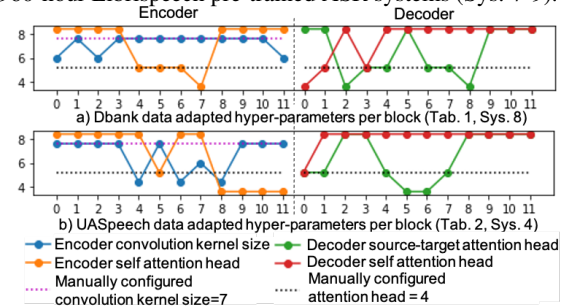 Encoder
Decoder
8
6
4
0 1 2 3 4 5 6 7 8 9 10 11 0 1 2 3 4 5 6 7 8 9 10 11
a) Dbank data adapted hyper-parameters per block (Tab. 1, Sys. 8)
8
6
4
0 1 2 3 4 5 6 7 8 9 10 11 0 1 2 3 4 5 6 7 8 9 10 11
b) UASpeech data adapted hyper-parameters per block (Tab. 2, Sys. 4)
Encoder convolution kernel size
Decoder source-target attention head
Encoder self attention head
Decoder self attention head
Manually configured
convolution kernel size=7
Manually configured
attention head = 4